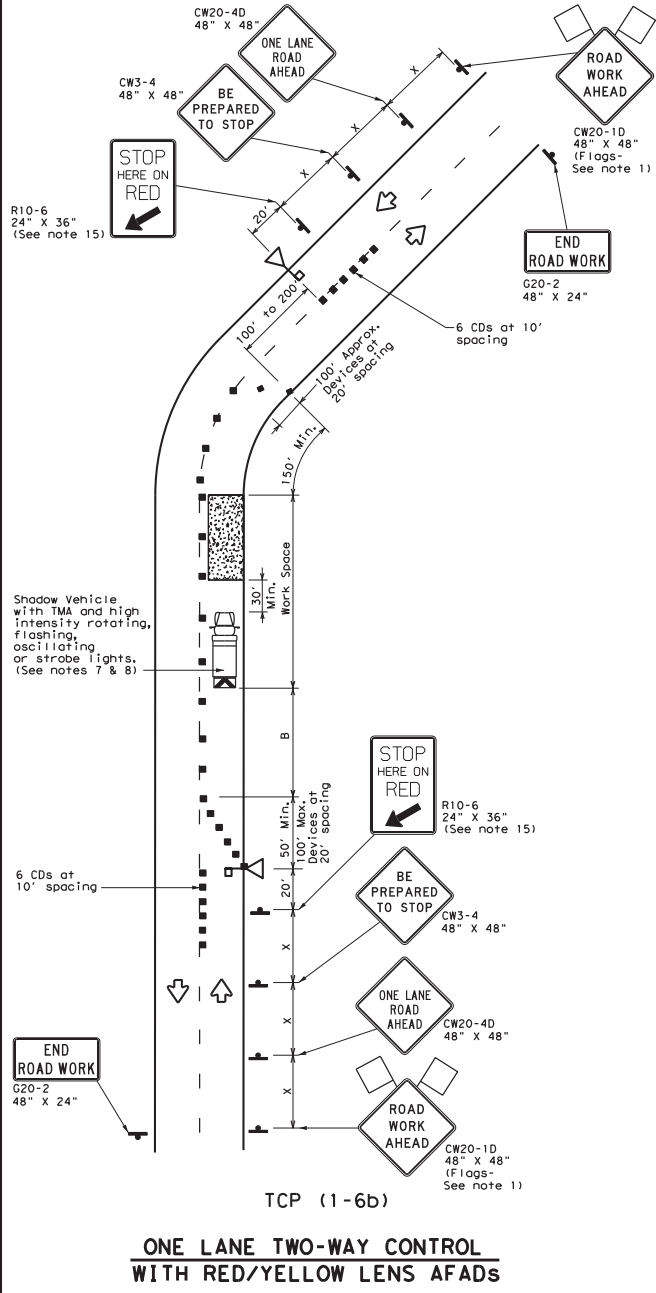 CW20-4D
48" X 48"
ONE LANE
ROAD
AHEAD
ROAD
WORK
AHEAD
CW20-1D
48" X 48"
(Flags-
See note 1)
CW3-4
48" X 48"
BE
PREPARED
TO STOP
X
X
X
STOP
HERE ON
RED
R10-6
24" X 36"
(See note 15)
20'
END
ROAD WORK
G20-2
48" X 24"
100' to 200'
6 CDs at 10'
spacing
100' Approx.
Devices at
20' spacing
150' Min.
Work Space
30'
Min.
Shadow Vehicle
with TMA and high
intensity rotating,
flashing,
oscillating
or strobe lights.
(See notes 7 & 8)
B
50' Min.
100' Max.
Devices at
20' spacing
STOP
HERE ON
RED
R10-6
24" X 36"
(See note 15)
6 CDs at
10' spacing
20'
BE
PREPARED
TO STOP
CW3-4
48" X 48"
X
X
X
ONE LANE
ROAD
AHEAD
CW20-4D
48" X 48"
END
ROAD WORK
G20-2
48" X 24"
ROAD
WORK
AHEAD
CW20-1D
48" X 48"
(Flags-
See note 1)
TCP (1-6b)
ONE LANE TWO-WAY CONTROL
WITH RED/YELLOW LENS AFADs